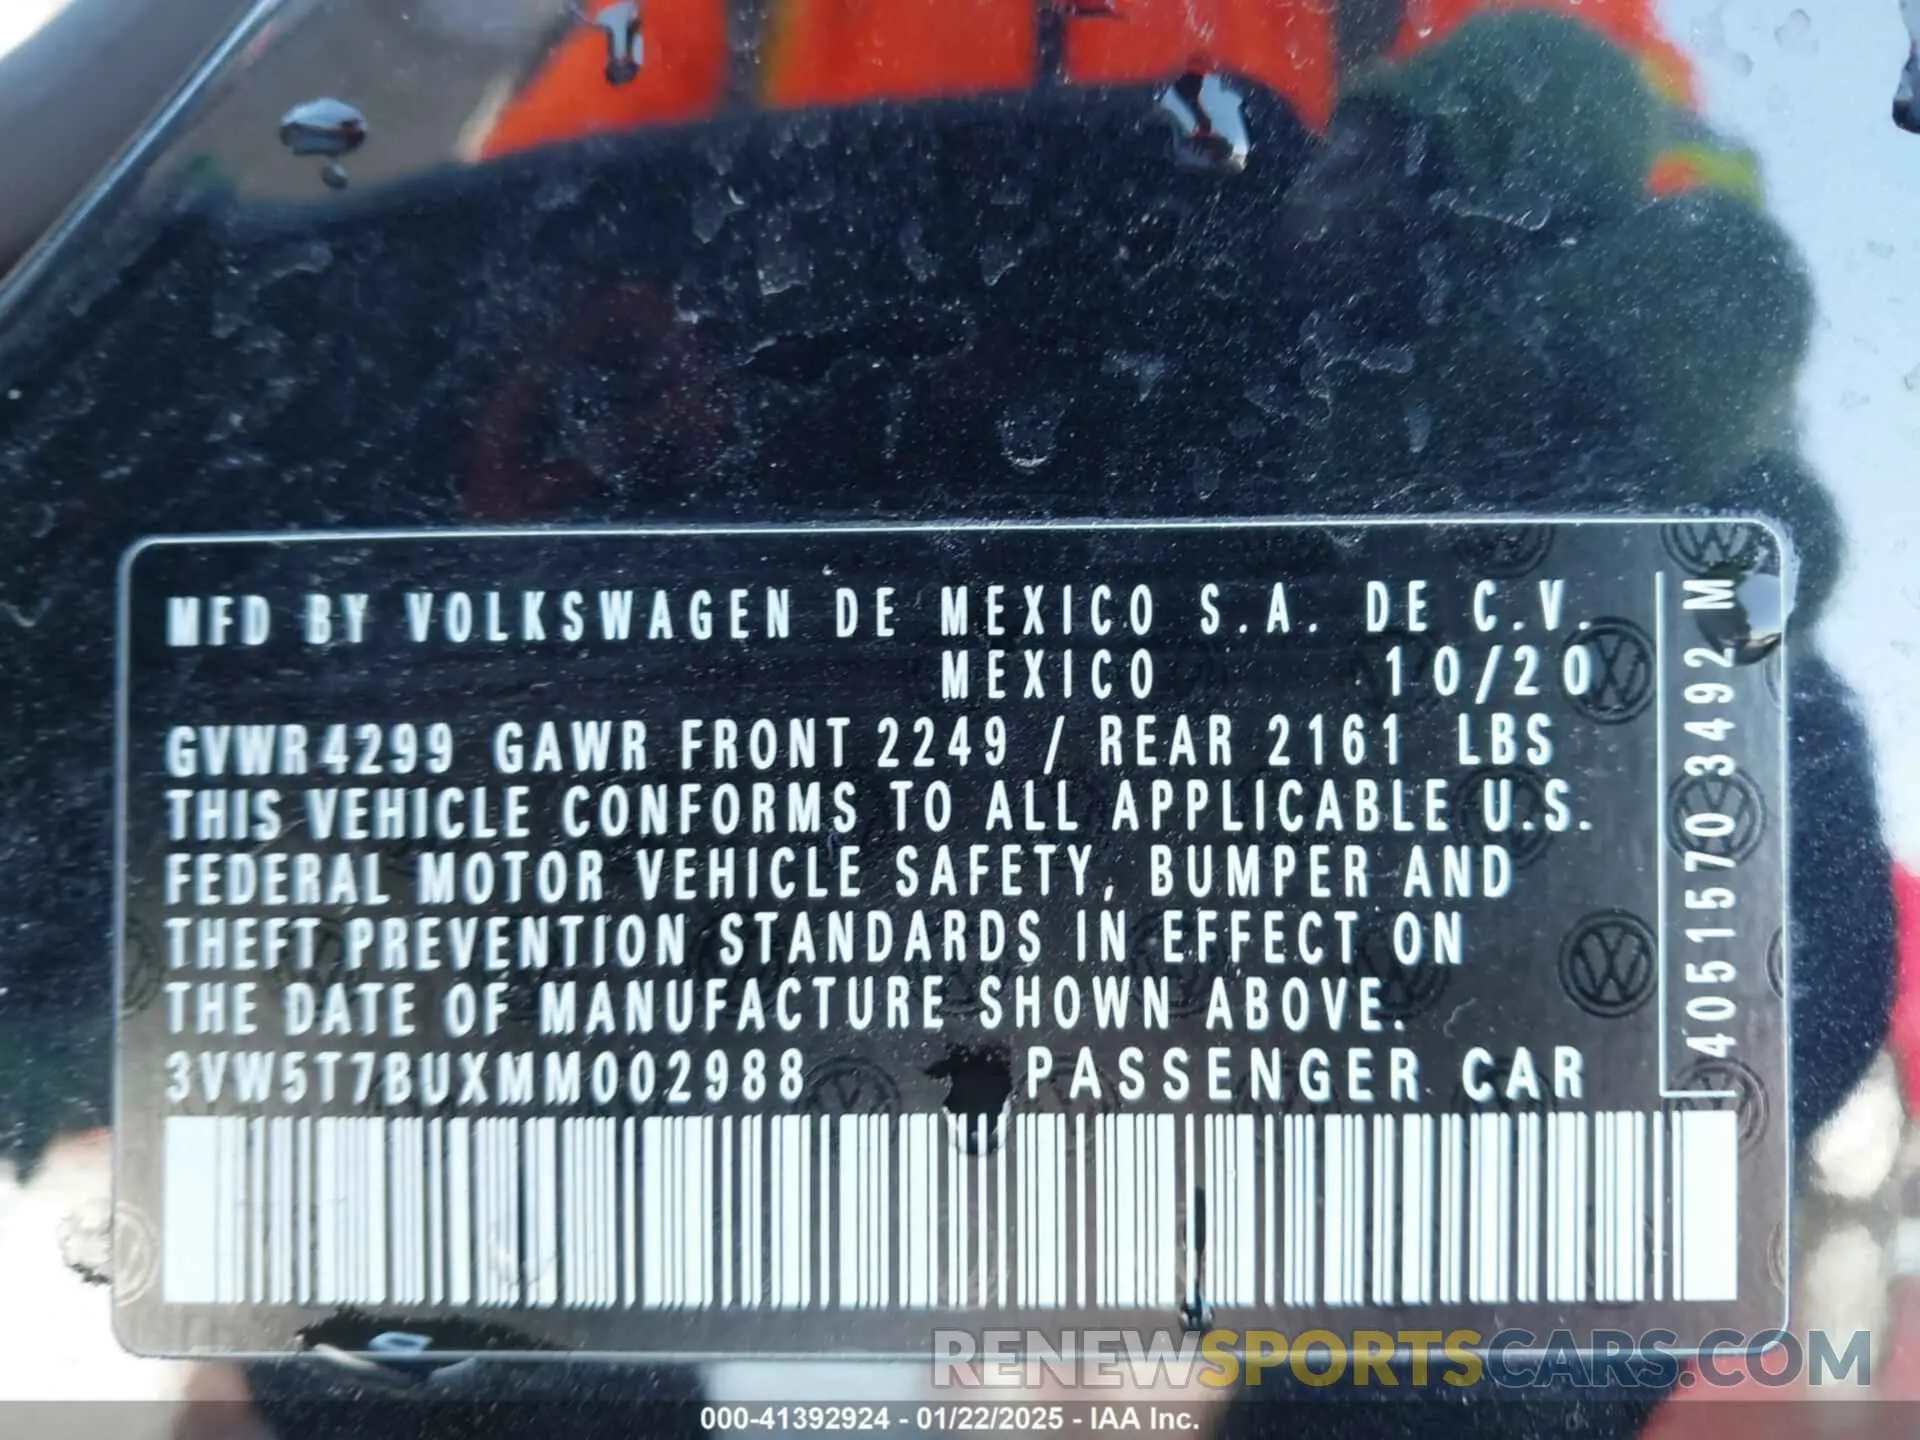 MFD BY VOLKSWAGEN DE MEXICO S.A. DE C.V.
MEXICO 10/20
GVWR 4299 GAWR FRONT 2249 / REAR 2161 LBS
THIS VEHICLE CONFORMS TO ALL APPLICABLE U.S.
FEDERAL MOTOR VEHICLE SAFETY, BUMPER AND
THEFT PREVENTION STANDARDS IN EFFECT ON
THE DATE OF MANUFACTURE SHOWN ABOVE.
3VW5T7BUXMM002988 PASSENGER CAR
4051570 3492 M
RENEWSPORTSCARS.COM
000-41392924 - 01/22/2025 - IAA Inc.